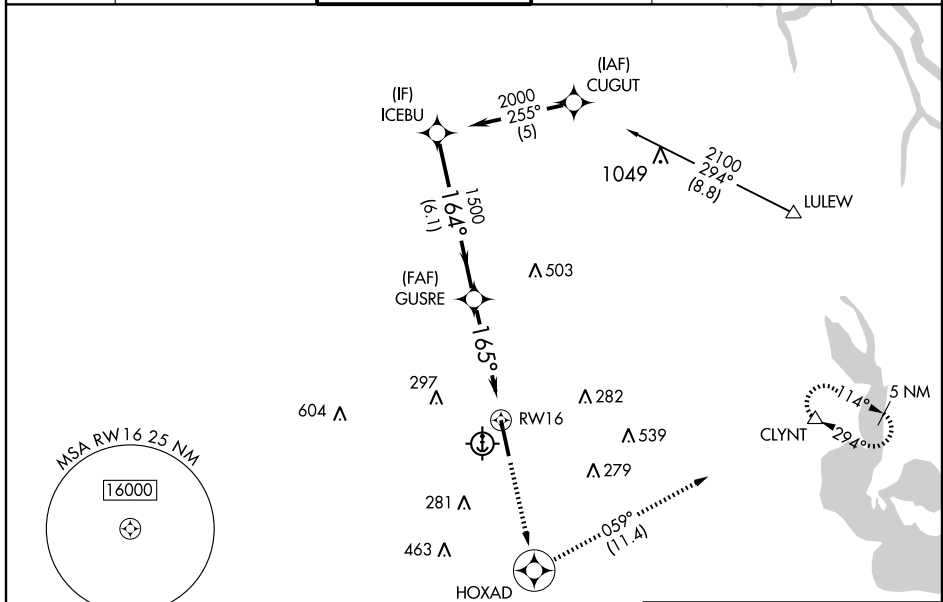 (IAF)
CUGUT
(IF)
ICEBU
2000
255°
(5)
1049
2100
294°
(8.8)
LULEW
1500
164°
(6.1)
(FAF)
GUSRE
503
165°
297
282
604
RW16
539
279
281
463
CLYNT
114°
294°
5 NM
MSA RW16 25 NM
16000
059°
(11.4)
HOXAD